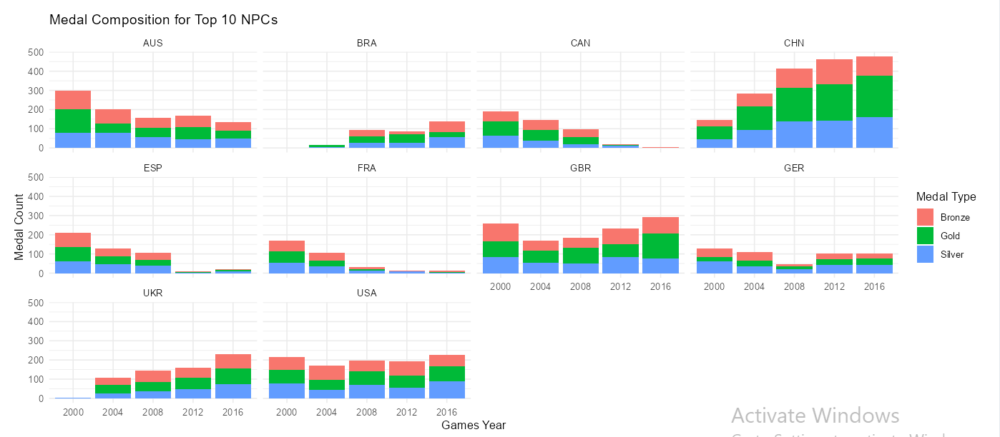 Medal Composition for Top 10 NPCs
AUS BRA CAN CHN
500
400
300
200
100
0
ESP FRA GBR GER
500
400
300
200
100
0
2000 2004 2008 2012 2016 2000 2004 2008 2012 2016
UKR USA
500
400
300
200
100
0
2000 2004 2008 2012 2016 2000 2004 2008 2012 2016
Medal Count
Games Year
Medal Type
Bronze
Gold
Silver
Activate Windows